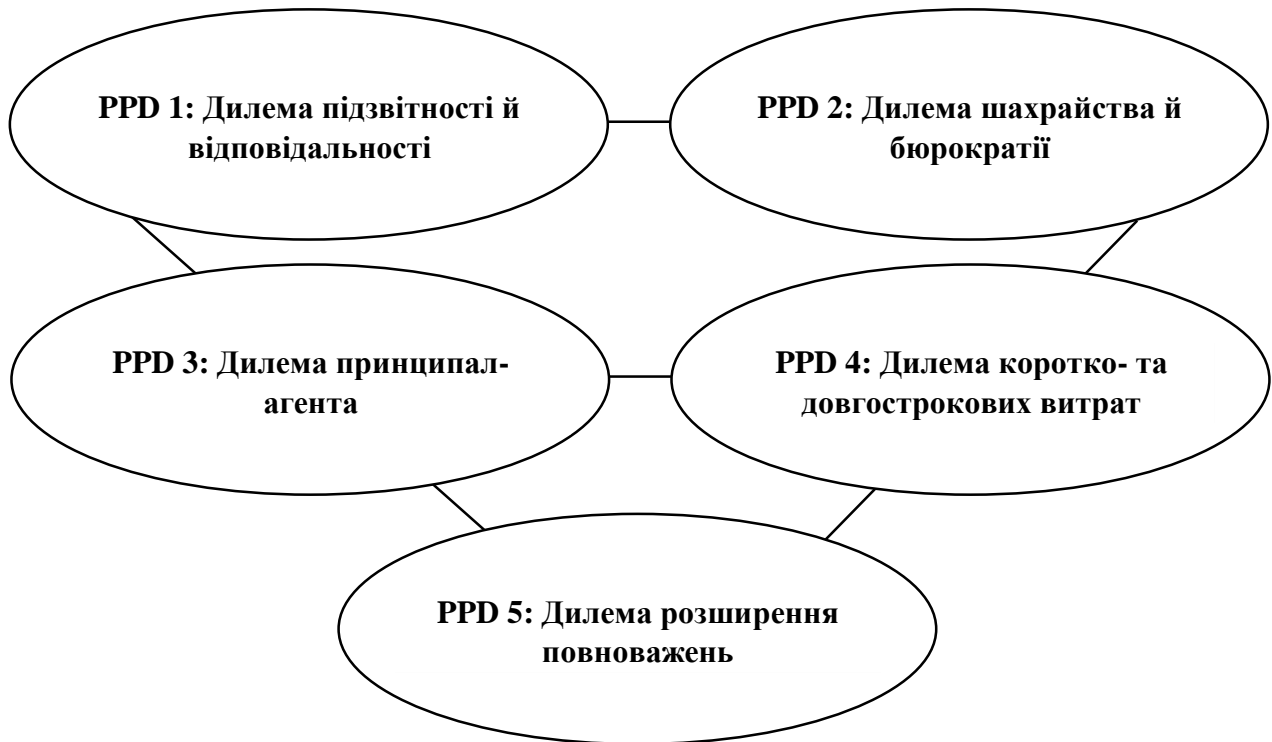 PPD 1: Дилема підзвітності й
відповідальності
PPD 2: Дилема шахрайства й
бюрократії
PPD 3: Дилема принципал-
агента
PPD 4: Дилема коротко- та
довгострокових витрат
PPD 5: Дилема розширення
повноважень